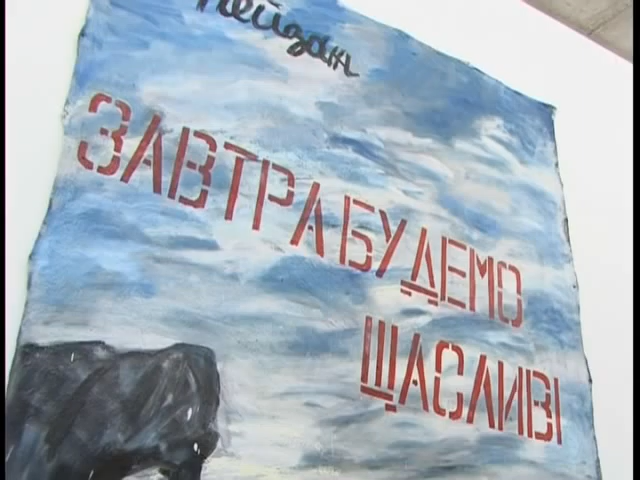 Пейзаж
ЗАВТРА БУДЕМО
ЩАСЛИВІ